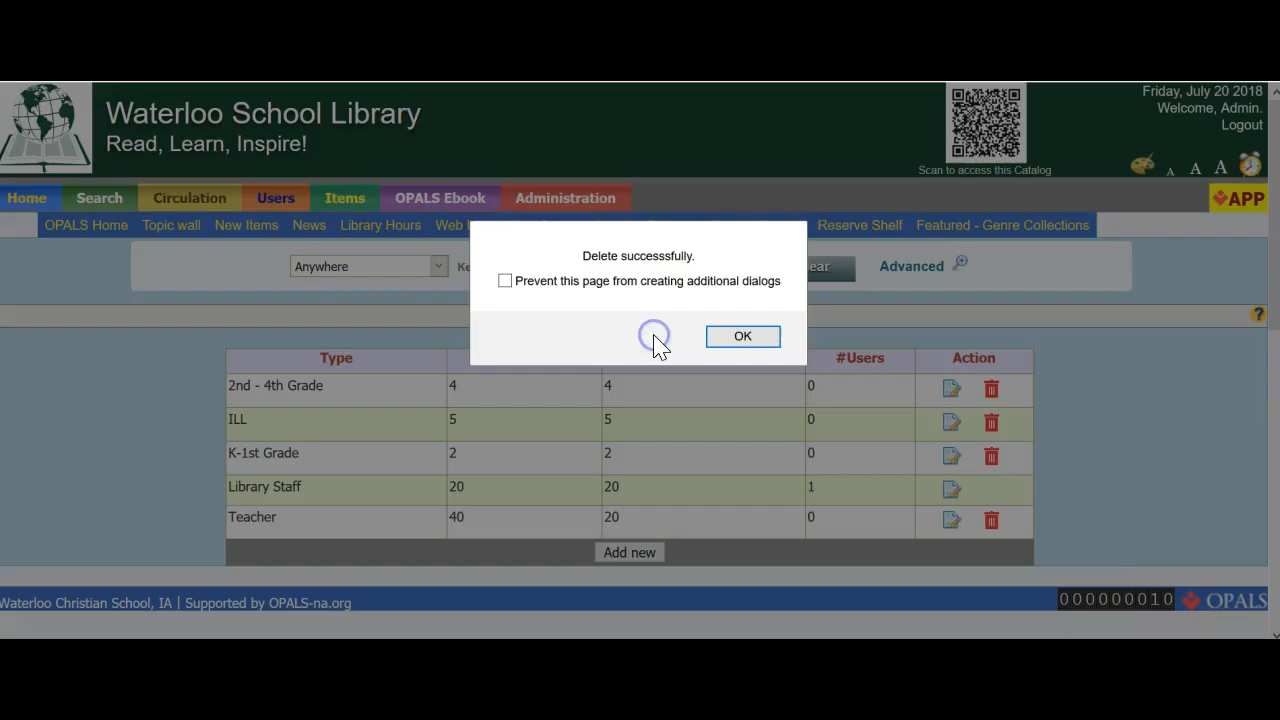 Waterloo School Library
Read, Learn, Inspire!
Friday, July 20 2018
Welcome, Admin.
Logout
Scan to access this Catalog
A A A
Home Search Circulation Users Items OPALS Ebook Administration APP
OPALS Home Topic wall New Items News Library Hours Web Reserve Shelf Featured - Genre Collections
Anywhere Ke ear Advanced
Delete successsfully.
Prevent this page from creating additional dialogs
OK
?
Type #Users Action
2nd - 4th Grade 4 4 0
ILL 5 5 0
K-1st Grade 2 2 0
Library Staff 20 20 1
Teacher 40 20 0
Add new
Waterloo Christian School, IA | Supported by OPALS-na.org 000000010 OPALS